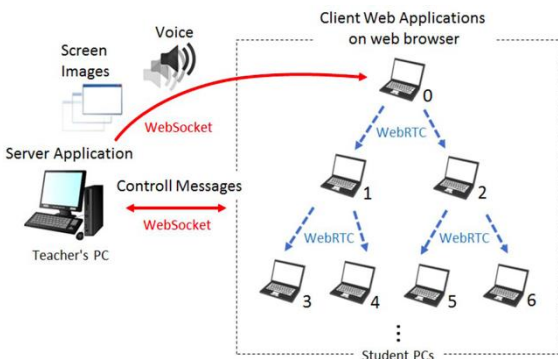 Client Web Applications
on web browser
Voice
Screen
Images
0
WebSocket
WebRTC
Server Application
Controll Messages
1
2
WebSocket
WebRTC
WebRTC
Teacher's PC
3
4
5
6
Student PCs